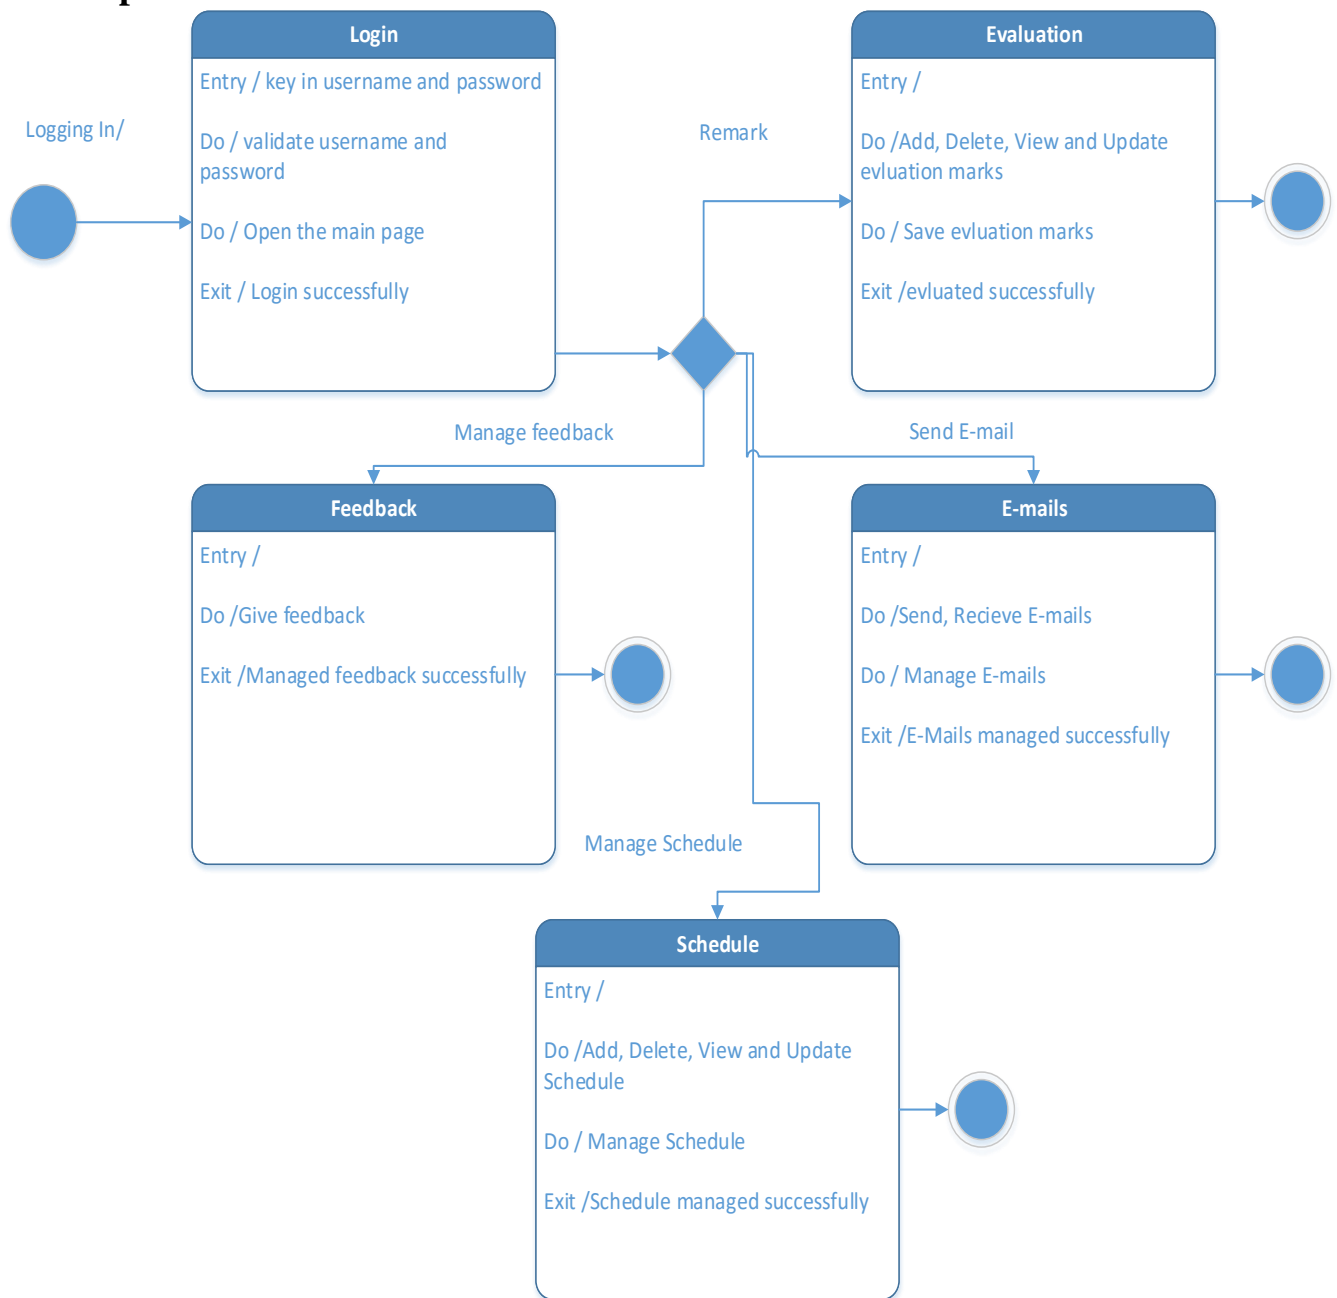 Login
Entry / key in username and password
Do / validate username and
password
Do / Open the main page
Exit / Login successfully
Logging In/
Remark
Evaluation
Entry /
Do /Add, Delete, View and Update
evluation marks
Do / Save evluation marks
Exit /evluated successfully
Manage feedback
Send E-mail
Feedback
Entry /
Do /Give feedback
Exit /Managed feedback successfully
E-mails
Entry /
Do /Send, Recieve E-mails
Do / Manage E-mails
Exit /E-Mails managed successfully
Manage Schedule
Schedule
Entry /
Do /Add, Delete, View and Update
Schedule
Do / Manage Schedule
Exit /Schedule managed successfully